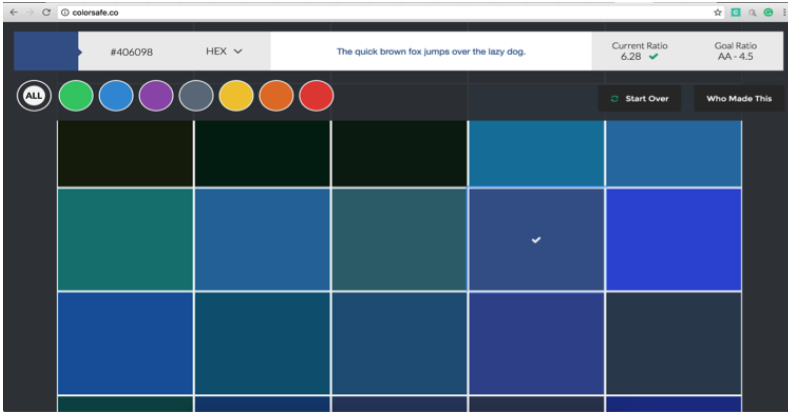 colorsafe.co
#406098
HEX
The quick brown fox jumps over the lazy dog.
Current Ratio
6.28
Goal Ratio
AA - 4.5
ALL
Start Over
Who Made This